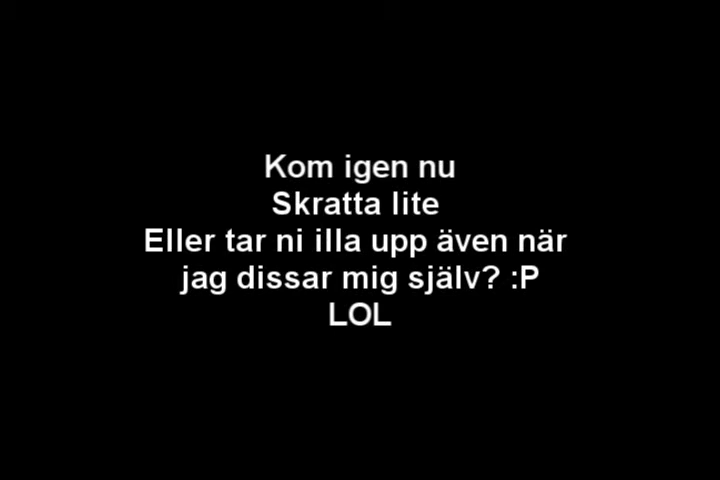 Kom igen nu
Skratta lite
Eller tar ni illa upp även när
jag dissar mig själv? :P
LOL